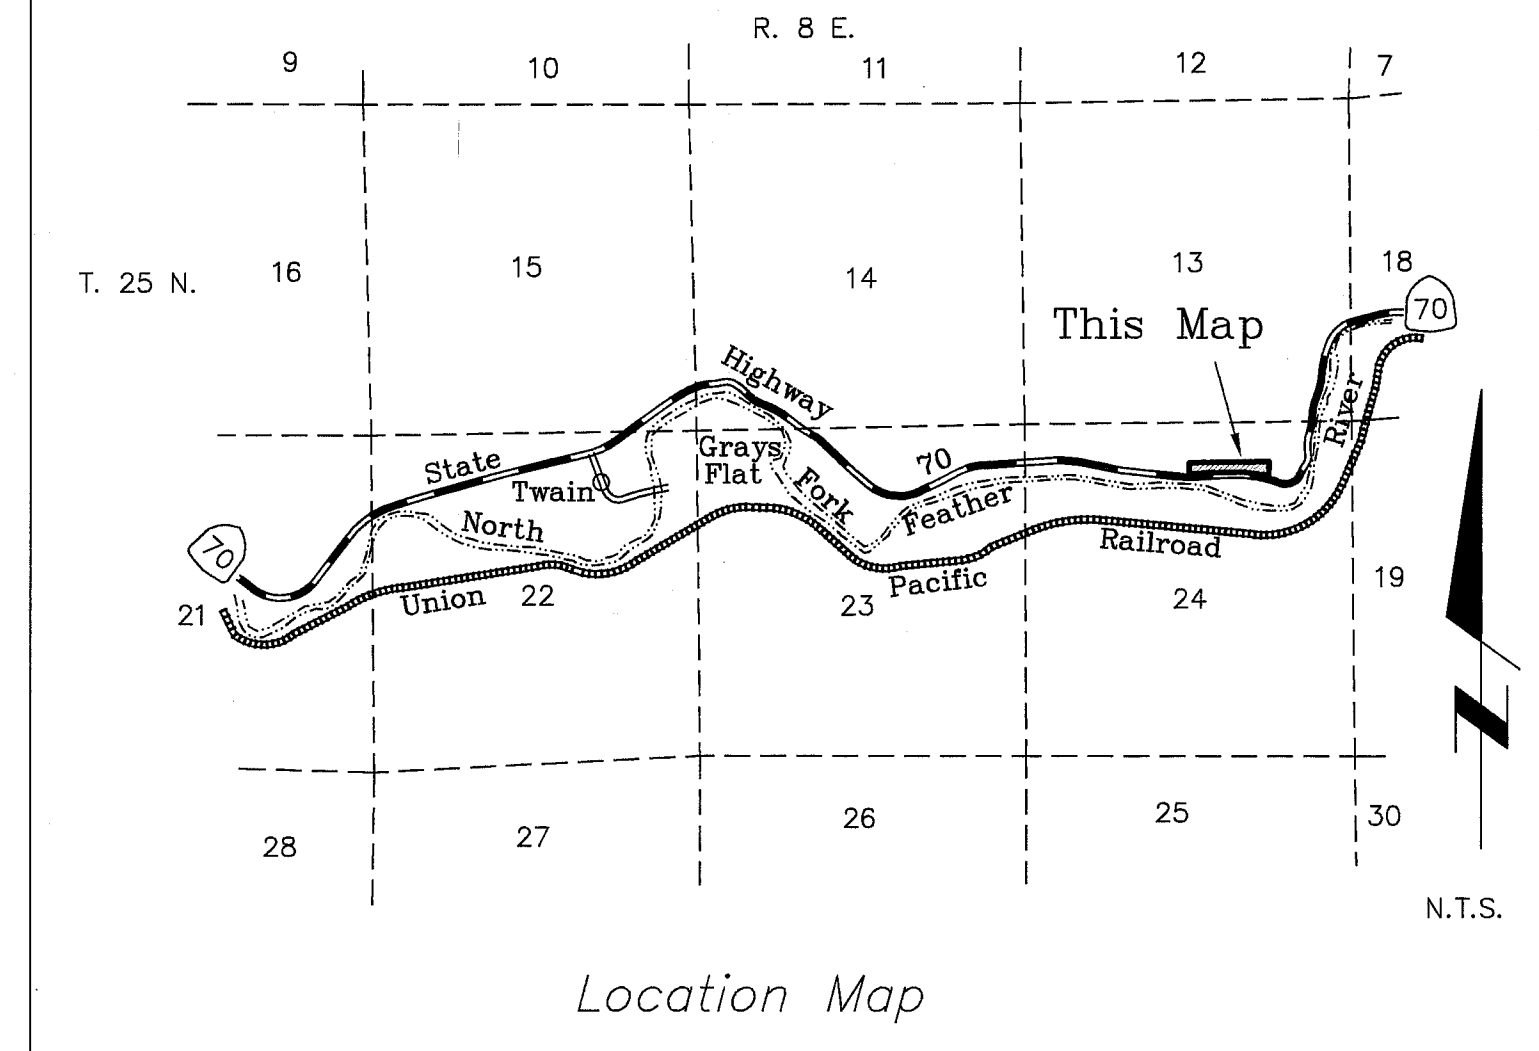 R. 8 E.
9
10
11
12
7
T. 25 N.
16
15
14
13
18
This Map
70
Highway
State
Twain
Grays
Flat
70
Fork
Feather
River
North
70
Railroad
Union
Pacific
21
22
23
24
19
28
27
26
25
30
N
N.T.S.
Location Map